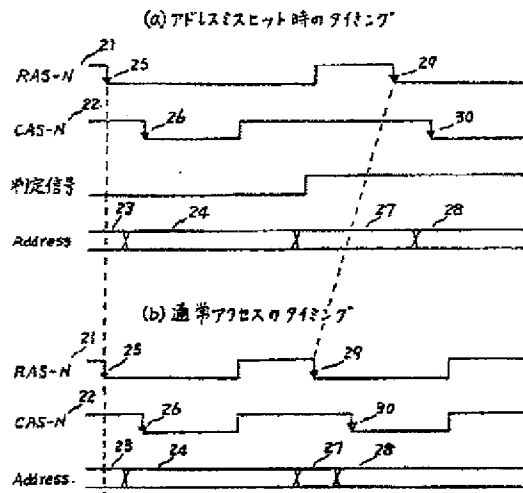 (a) アドレスミスヒット時のタイミング
21 25 29
RAS-N
22 26 30
CAS-N
判定信号
23 24 27 28
Address
(b) 通常アクセスのタイミング
21 25 29
RAS-N
22 26 30
CAS-N
23 24 27 28
Address